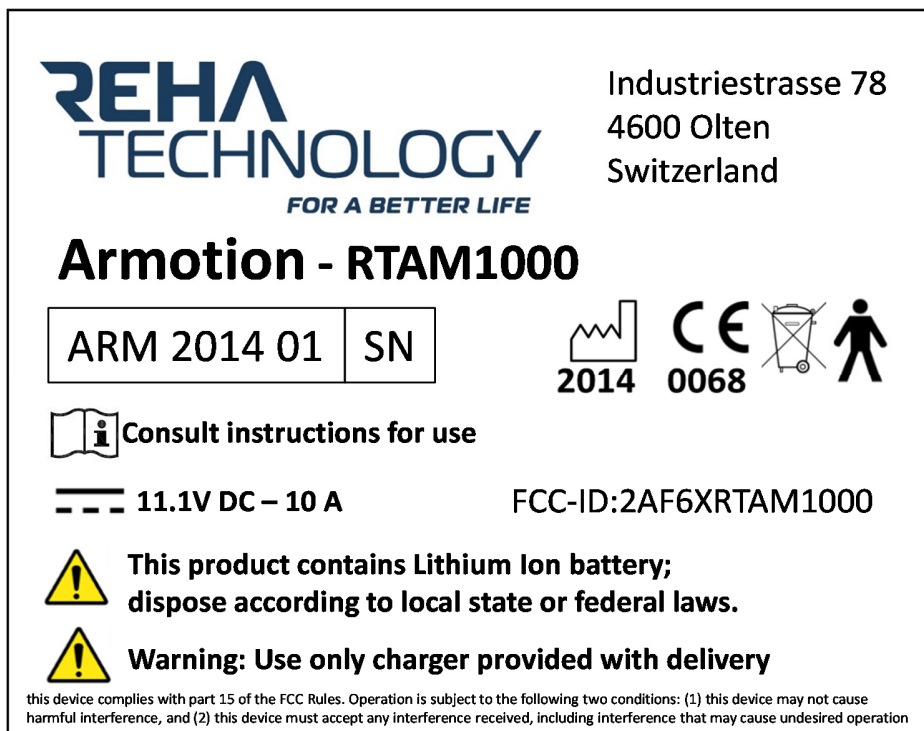 REHA
TECHNOLOGY
FOR A BETTER LIFE
Industriestrasse 78
4600 Olten
Switzerland
Armotion - RTAM1000
ARM 2014 01 SN
2014
CE
0068
i Consult instructions for use
11.1V DC – 10 A
FCC-ID:2AF6XRTAM1000
This product contains Lithium Ion battery;
dispose according to local state or federal laws.
Warning: Use only charger provided with delivery
this device complies with part 15 of the FCC Rules. Operation is subject to the following two conditions: (1) this device may not cause
harmful interference, and (2) this device must accept any interference received, including interference that may cause undesired operation